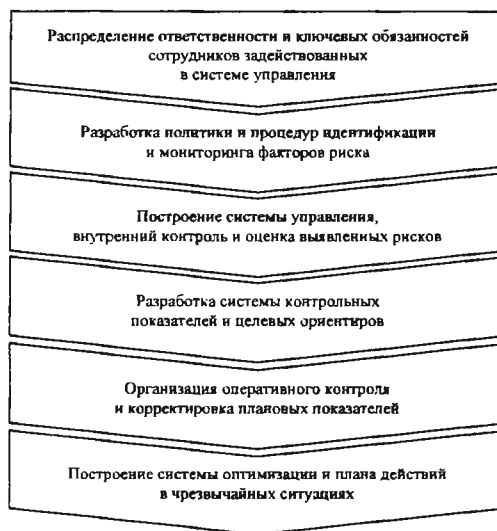 Распределение ответственности и ключевых обязанностей
сотрудников задействованных
в системе управления
Разработка политики и процедур идентификации
и мониторинга факторов риска
Построение системы управления,
внутренний контроль и оценка выявленных рисков
Разработка системы контрольных
показателей и целевых ориентиров
Организация оперативного контроля
и корректировка плановых показателей
Построение системы оптимизации и плана действий
в чрезвычайных ситуациях